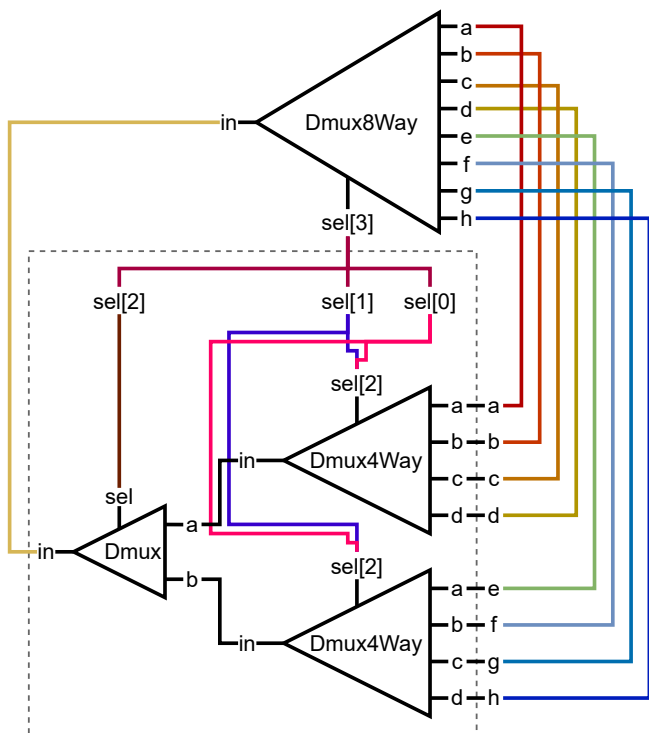 a
b
c
d
e
f
g
h
in
Dmux8Way
sel[3]
sel[2]
sel[1]
sel[0]
sel[2]
a a
b b
c c
d d
in
Dmux4Way
sel
a
in
Dmux
b
sel[2]
a e
b f
c g
d h
in
Dmux4Way